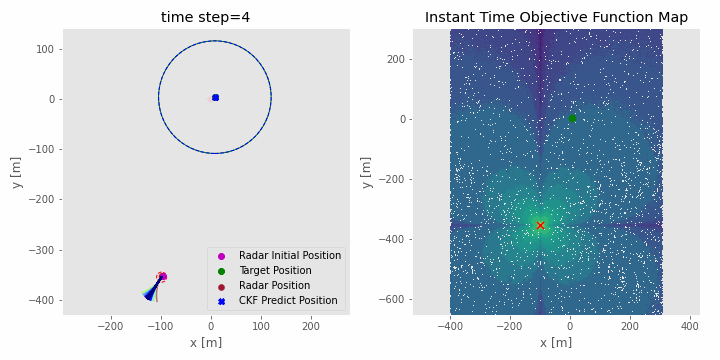 time step=4
100
0
−100
−200
−300
−400
y [m]
−200
−100
0
100
200
x [m]
Radar Initial Position
Target Position
Radar Position
CKF Predict Position
Instant Time Objective Function Map
200
0
−200
−400
−600
y [m]
−400
−200
0
200
400
x [m]